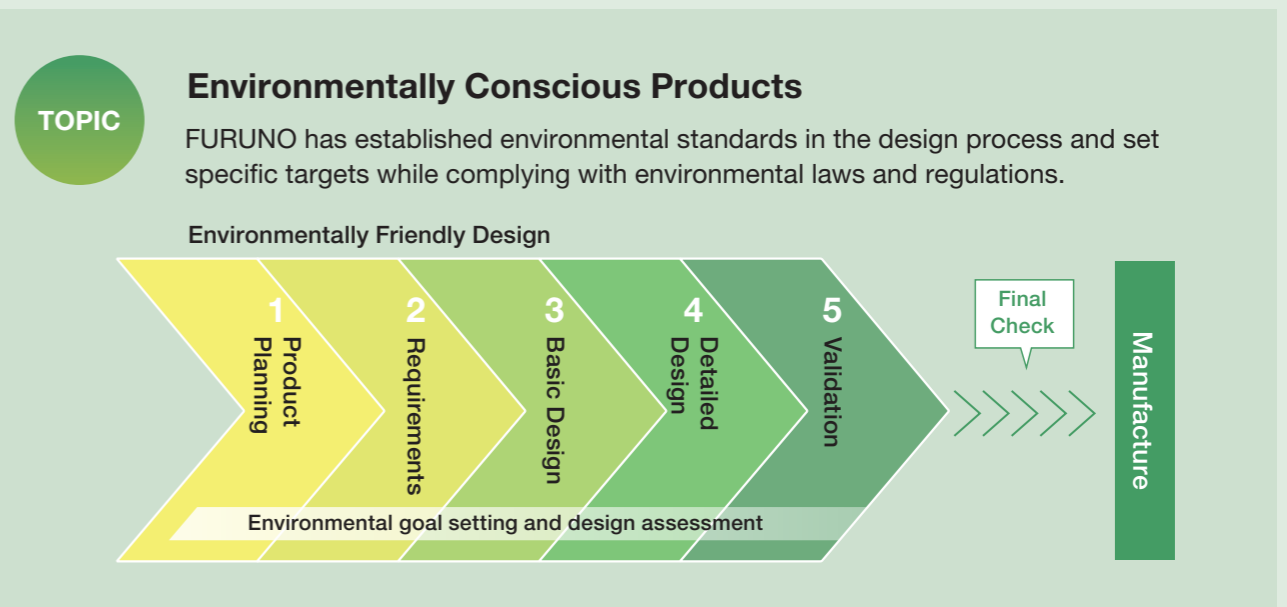 TOPIC
Environmentally Conscious Products
FURUNO has established environmental standards in the design process and set
specific targets while complying with environmental laws and regulations.
Environmentally Friendly Design
1
Product
Planning
2
Requirements
3
Basic Design
4
Detailed
Design
5
Validation
Environmental goal setting and design assessment
Final
Check
Manufacture